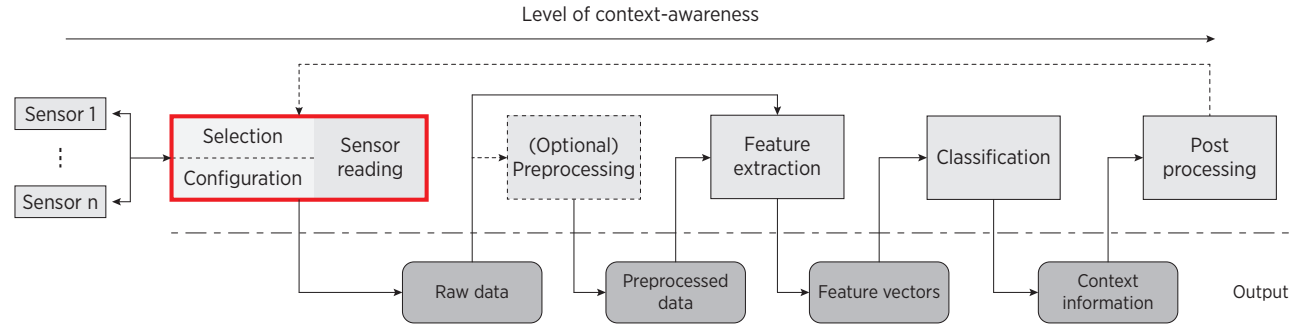 Level of context-awareness
Sensor 1
Sensor n
Selection
Configuration
Sensor
reading
(Optional)
Preprocessing
Feature
extraction
Classification
Post
processing
Raw data
Preprocessed
data
Feature vectors
Context
information
Output